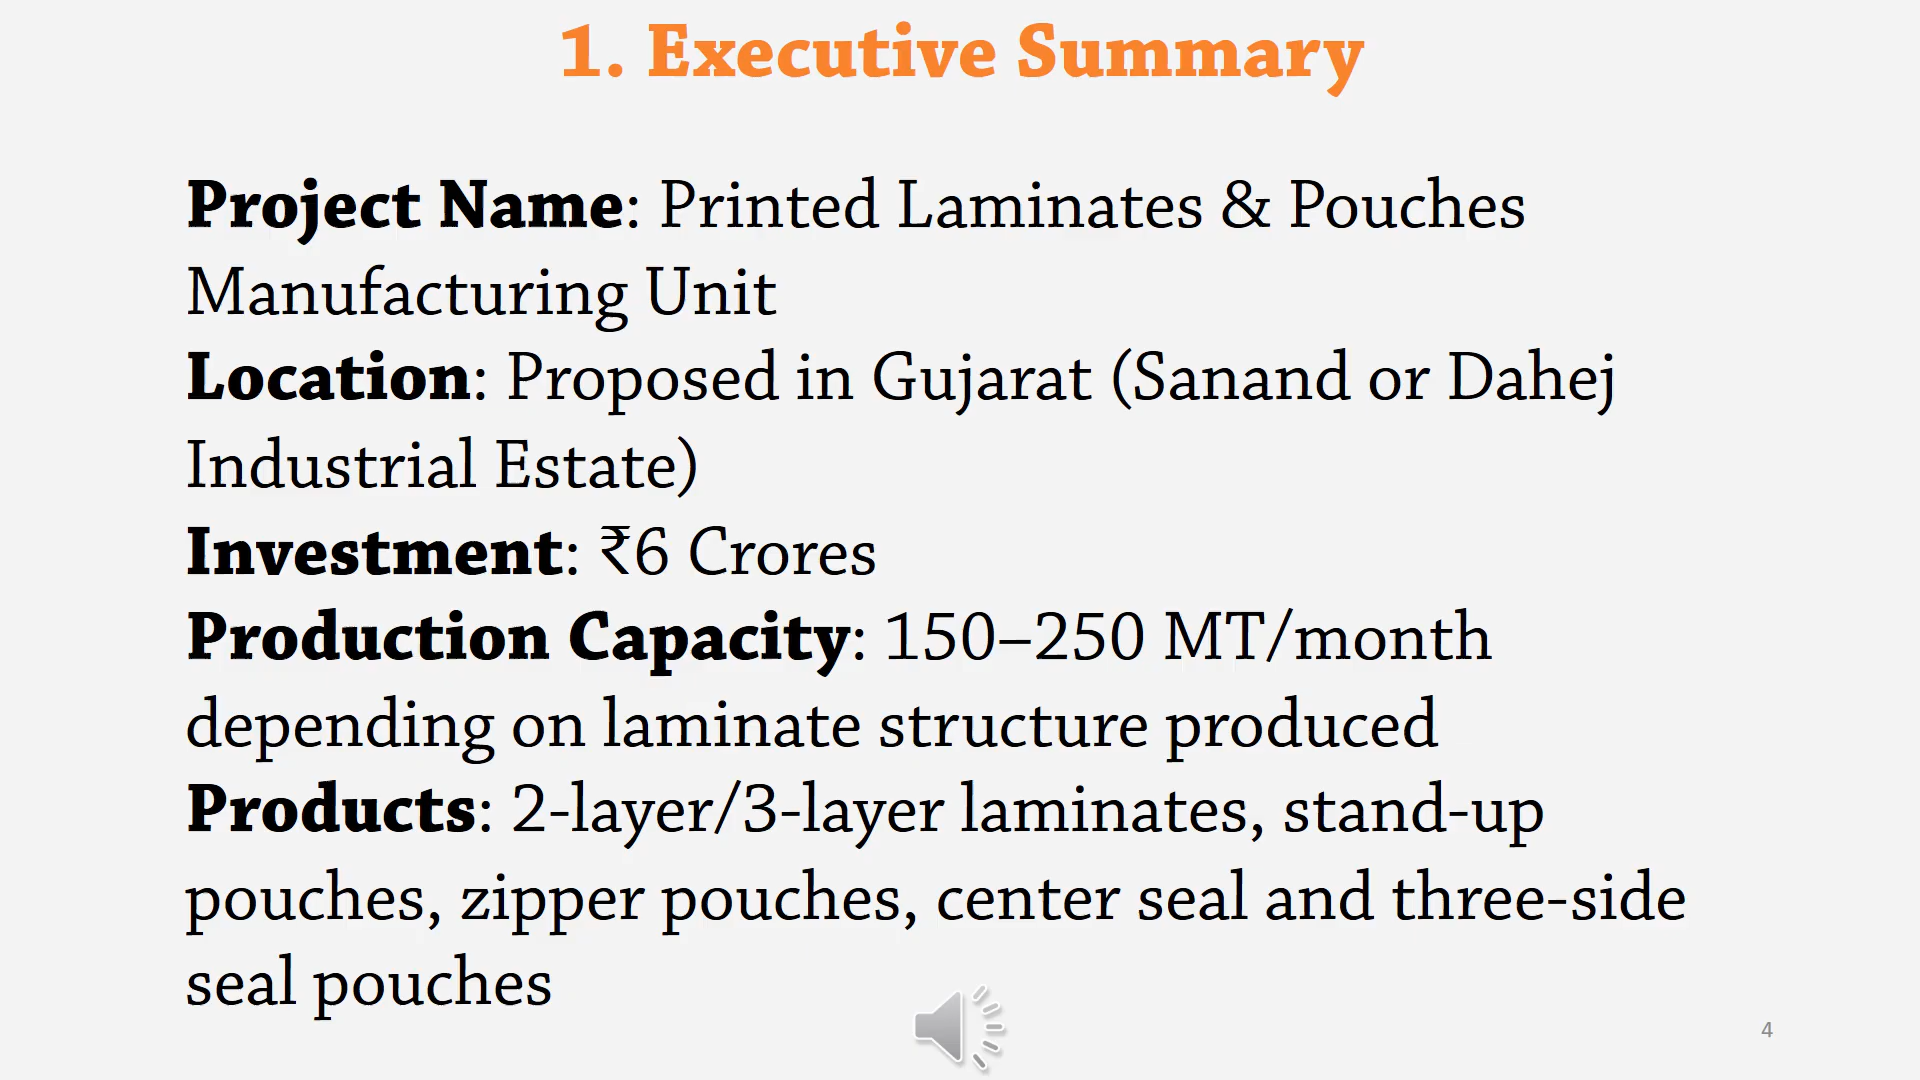 1. Executive Summary
Project Name: Printed Laminates & Pouches
Manufacturing Unit
Location: Proposed in Gujarat (Sanand or Dahej
Industrial Estate)
Investment: ₹6 Crores
Production Capacity: 150–250 MT/month
depending on laminate structure produced
Products: 2-layer/3-layer laminates, stand-up
pouches, zipper pouches, center seal and three-side
seal pouches
4